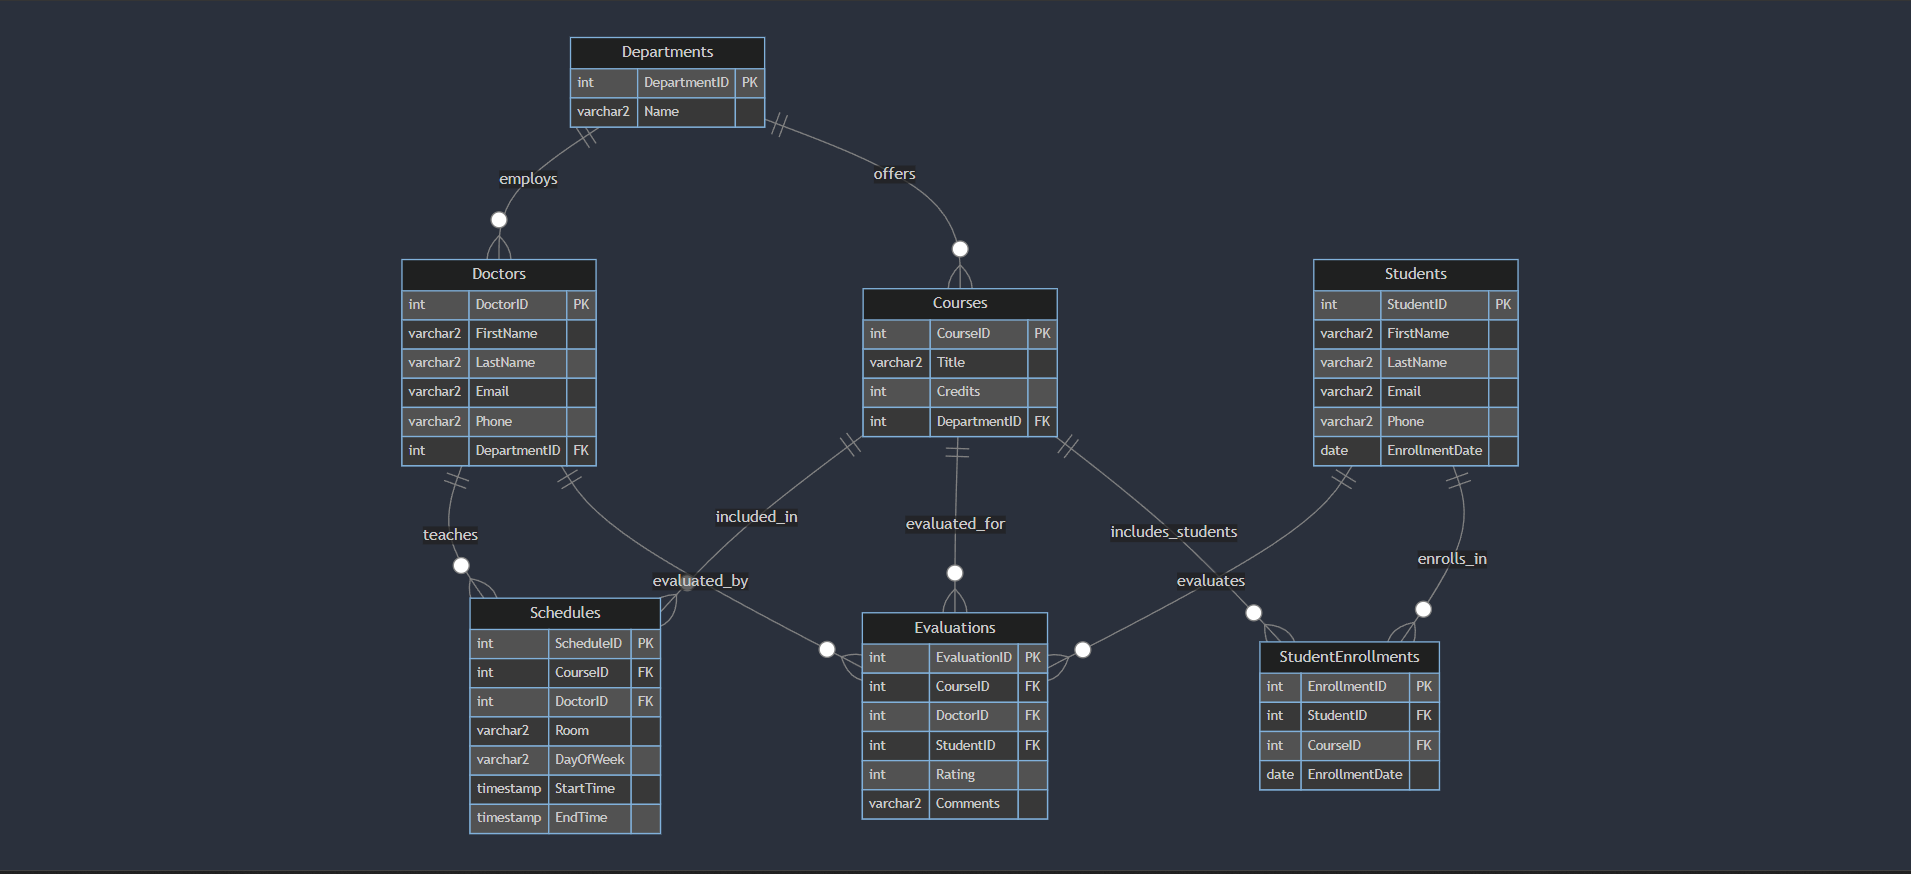 Departments
int DepartmentID PK
varchar2 Name
employs
offers
Doctors
int DoctorID PK
varchar2 FirstName
varchar2 LastName
varchar2 Email
varchar2 Phone
int DepartmentID FK
Courses
int CourseID PK
varchar2 Title
int Credits
int DepartmentID FK
Students
int StudentID PK
varchar2 FirstName
varchar2 LastName
varchar2 Email
varchar2 Phone
date EnrollmentDate
teaches
included_in
evaluated_for
includes_students
enrolls_in
evaluated_by
evaluates
Schedules
int ScheduleID PK
int CourseID FK
int DoctorID FK
varchar2 Room
varchar2 DayOfWeek
timestamp StartTime
timestamp EndTime
Evaluations
int EvaluationID PK
int CourseID FK
int DoctorID FK
int StudentID FK
int Rating
varchar2 Comments
StudentEnrollments
int EnrollmentID PK
int StudentID FK
int CourseID FK
date EnrollmentDate